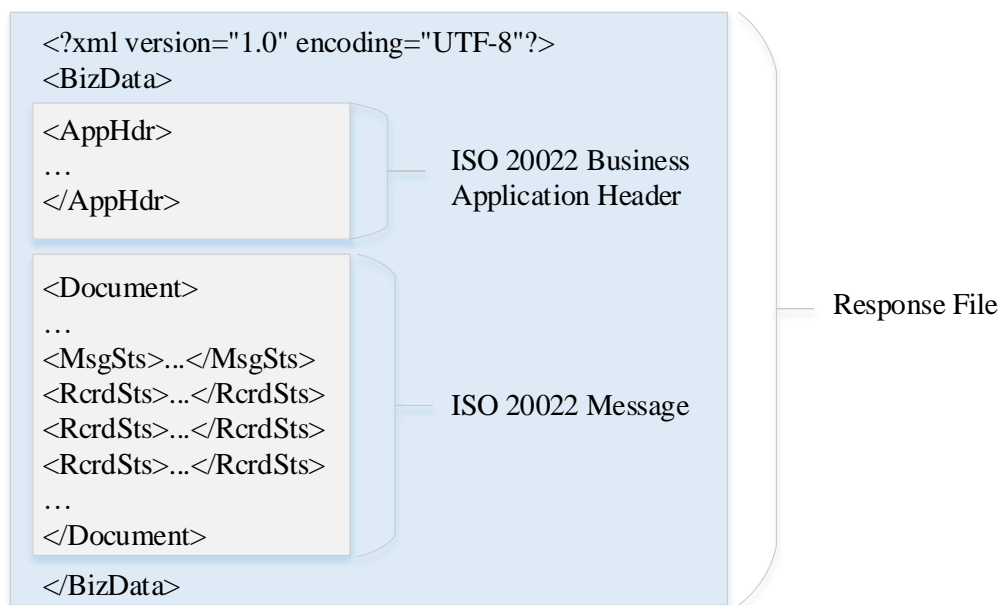 <?xml version="1.0" encoding="UTF-8"?>
<BizData>
<AppHdr>
…
</AppHdr>
ISO 20022 Business
Application Header
<Document>
…
<MsgSts>...</MsgSts>
<RcrdSts>...</RcrdSts>
<RcrdSts>...</RcrdSts>
<RcrdSts>...</RcrdSts>
…
</Document>
ISO 20022 Message
</BizData>
Response File